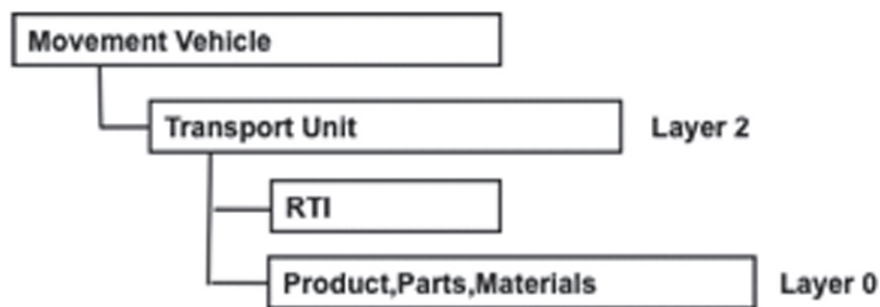 Movement Vehicle
Transport Unit Layer 2
RTI
Product,Parts,Materials Layer 0